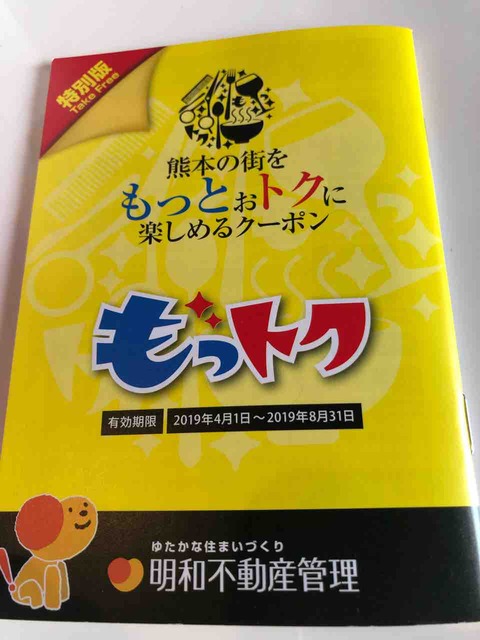 特別版
Take Free
熊本の街を
もっとおトクに
楽しめるクーポン
もっトク
有効期限 2019年4月1日～2019年8月31日
ゆたかな住まいづくり
明和不動産管理